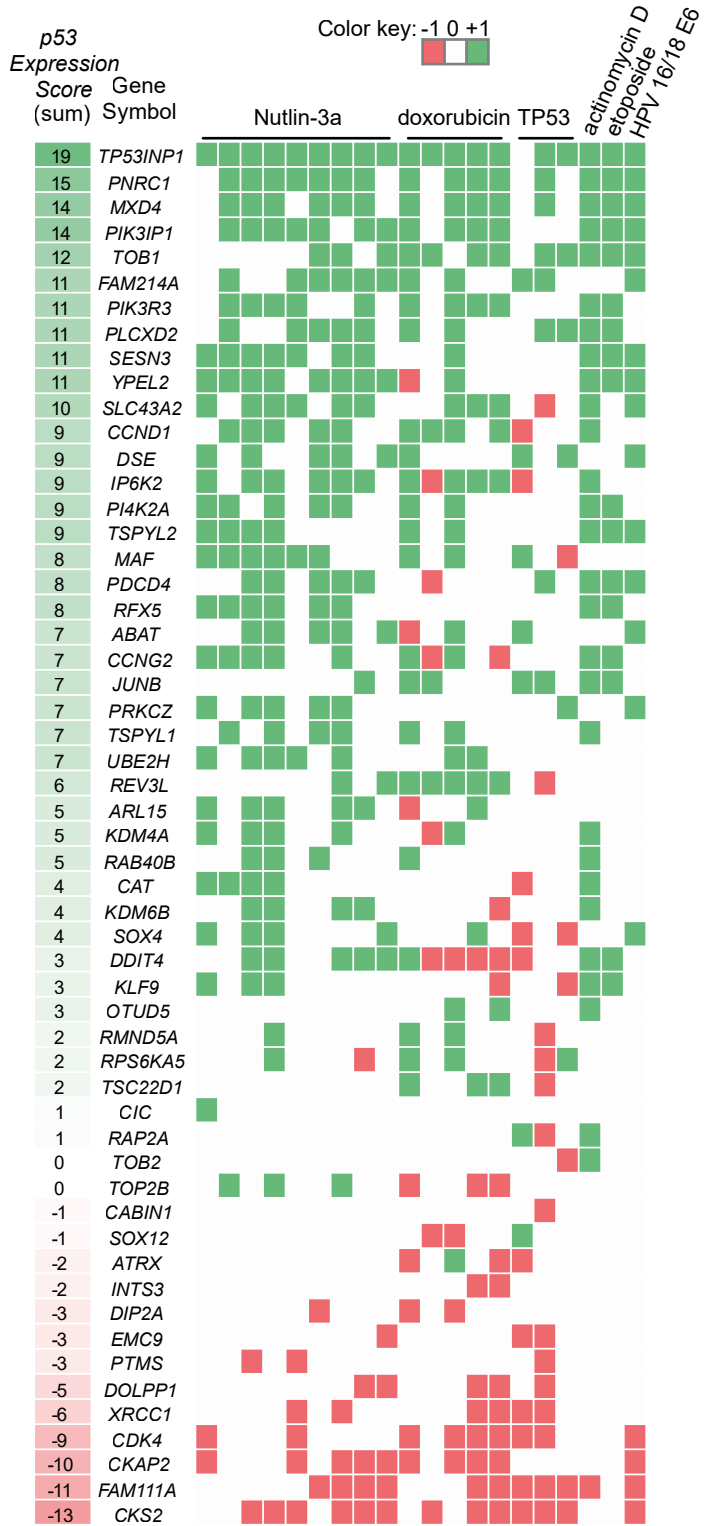 Color key: -1 0 +1
p53
Expression
Score
(sum)
Gene
Symbol
Nutlin-3a
doxorubicin
TP53
actinomycin D
etoposide
HPV 16/18 E6
19 TP53INP1
15 PNRC1
14 MXD4
14 PIK3IP1
12 TOB1
11 FAM214A
11 PIK3R3
11 PLCXD2
11 SESN3
11 YPEL2
10 SLC43A2
9 CCND1
9 DSE
9 IP6K2
9 PI4K2A
9 TSPYL2
8 MAF
8 PDCD4
8 RFX5
7 ABAT
7 CCNG2
7 JUNB
7 PRKCZ
7 TSPYL1
7 UBE2H
6 REV3L
5 ARL15
5 KDM4A
5 RAB40B
4 CAT
4 KDM6B
4 SOX4
3 DDIT4
3 KLF9
3 OTUD5
2 RMND5A
2 RPS6KA5
2 TSC22D1
1 CIC
1 RAP2A
0 TOB2
0 TOP2B
-1 CABIN1
-1 SOX12
-2 ATRX
-2 INTS3
-3 DIP2A
-3 EMC9
-3 PTMS
-5 DOLPP1
-6 XRCC1
-9 CDK4
-10 CKAP2
-11 FAM111A
-13 CKS2